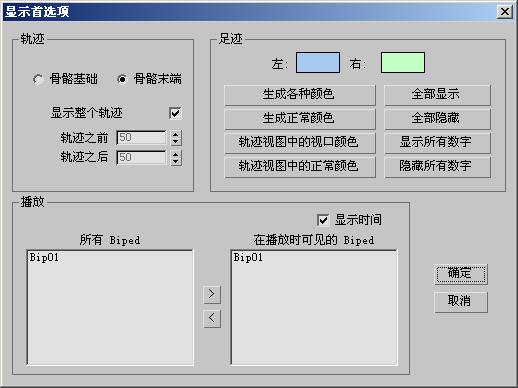 显示首选项
轨迹
骨骼基础 骨骼末端
显示整个轨迹
轨迹之前 50
轨迹之后 50
足迹
左: 右:
生成各种颜色 全部显示
生成正常颜色 全部隐藏
轨迹视图中的视口颜色 显示所有数字
轨迹视图中的正常颜色 隐藏所有数字
播放
显示时间
所有 Biped 在播放时可见的 Biped
Bip01 Bip01
>
<
确定
取消